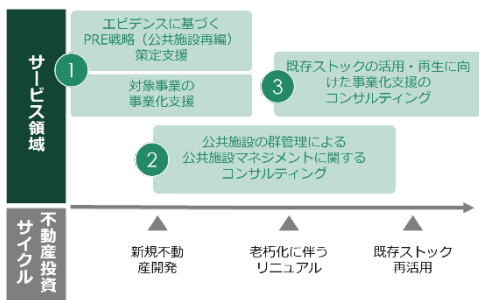 サービス領域
1
エビデンスに基づく
PRE戦略（公共施設再編）
策定支援
対象事業の
事業化支援
3
既存ストックの活用・再生に向
けた事業化支援の
コンサルティング
2
公共施設の群管理による
公共施設マネジメントに関する
コンサルティング
不動産投資
サイクル
新規不動
産開発
老朽化に伴う
リニューアル
既存ストック
再活用